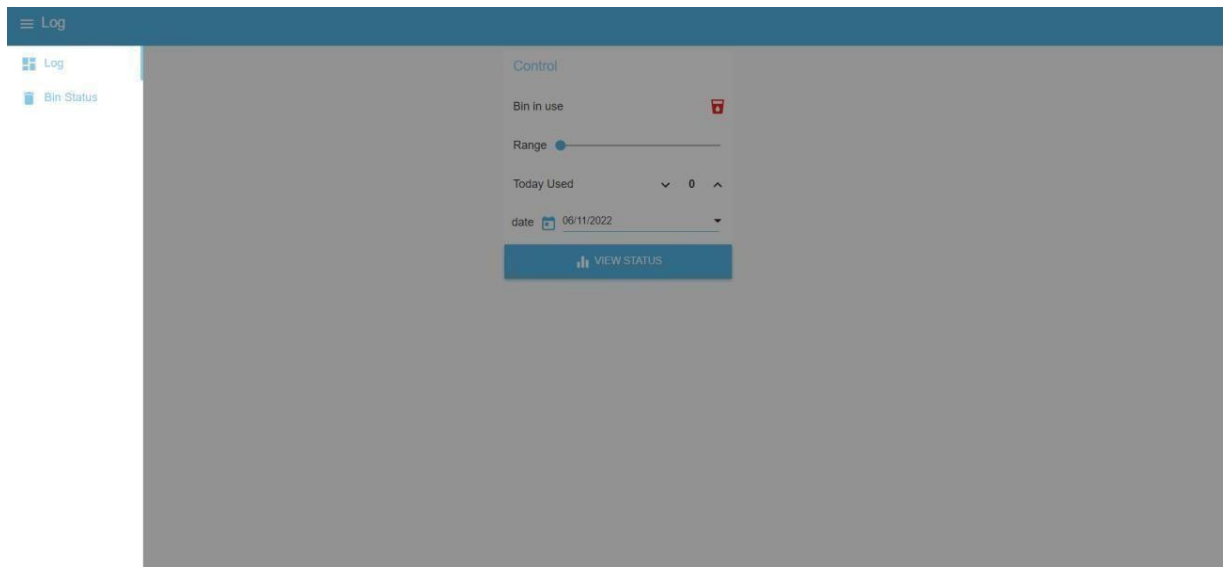 Log
Log
Bin Status
Control
Bin in use
Range
Today Used 0
date 06/11/2022
VIEW STATUS